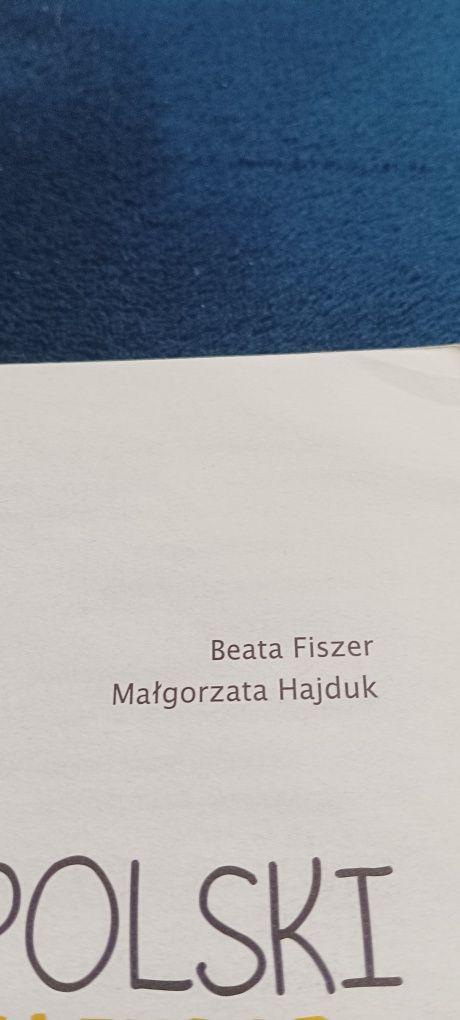 Beata Fiszer
Małgorzata Hajduk
POLSKI